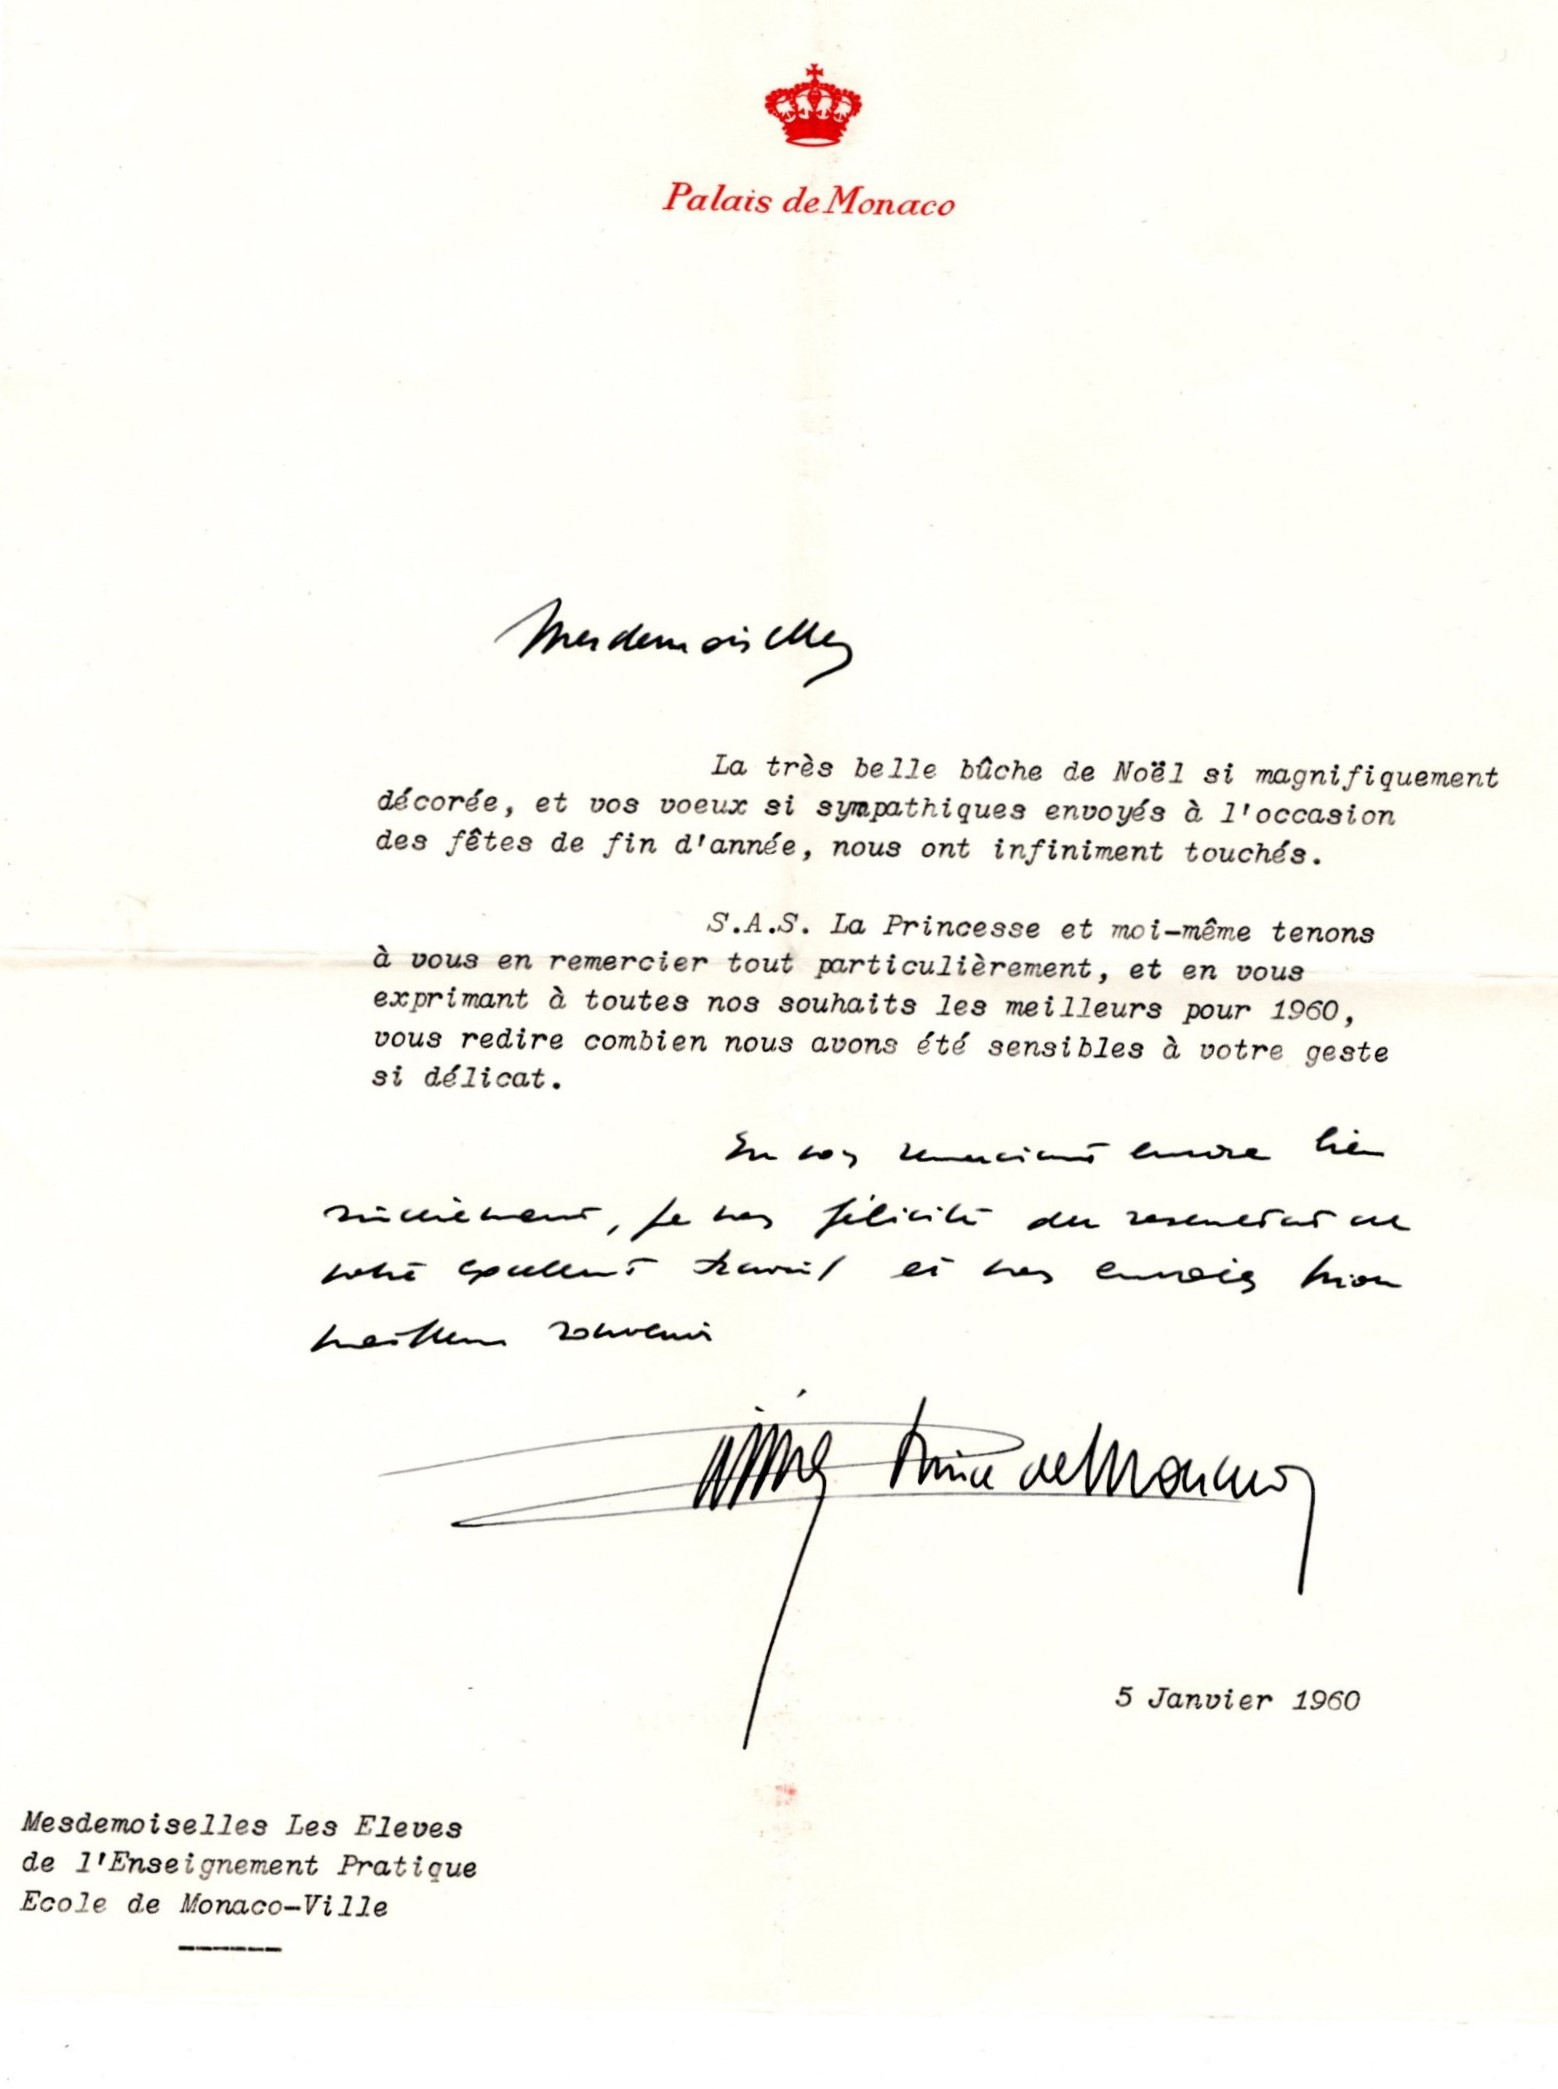 Palais de Monaco
Mesdemoiselles
La très belle bûche de Noël si magnifiquement
décorée, et vos voeux si sympathiques envoyés à l'occasion
des fêtes de fin d'année, nous ont infiniment touchés.
S.A.S. La Princesse et moi-même tenons
à vous en remercier tout particulièrement, et en vous
exprimant à toutes nos souhaits les meilleurs pour 1960,
vous redire combien nous avons été sensibles à votre geste
si délicat.
En vous remerciant encore bien
sincèrement, je vous félicite du resultat de
votre excellent travail et vous envoie mon
meilleur souvenir
Prince de Monaco
5 Janvier 1960
Mesdemoiselles Les Eleves
de l'Enseignement Pratique
Ecole de Monaco-Ville